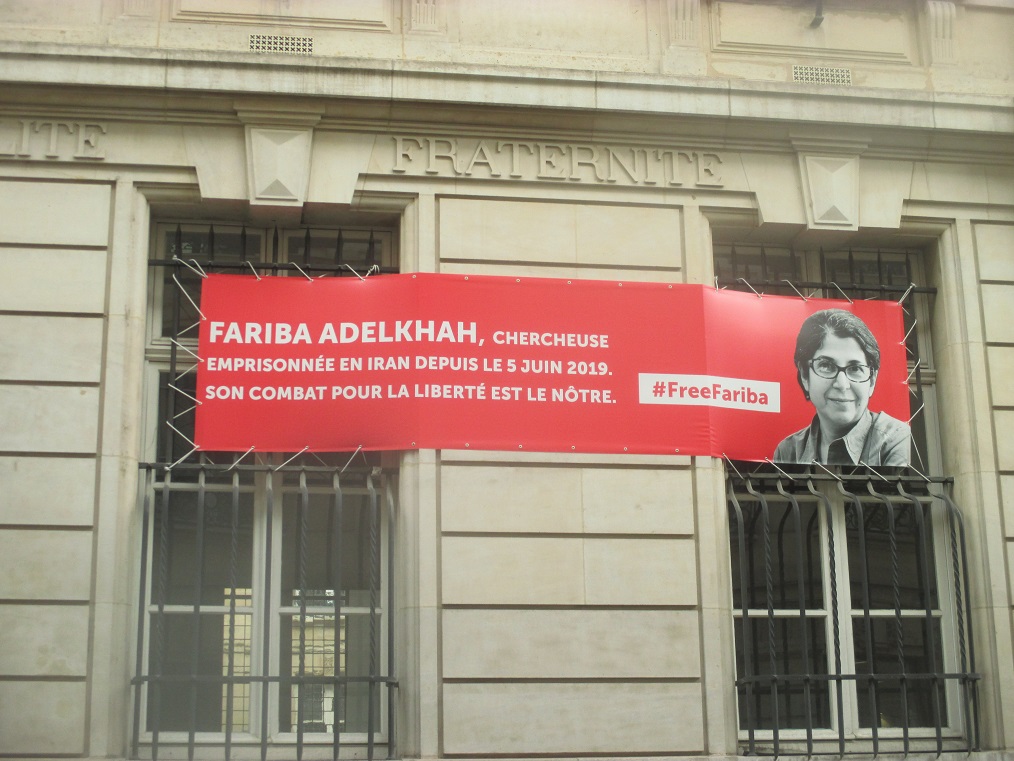 LITE
FRATERNITE
FARIBA ADELKHAH, CHERCHEUSE
EMPRISONNÉE EN IRAN DEPUIS LE 5 JUIN 2019.
SON COMBAT POUR LA LIBERTÉ EST LE NÔTRE.
#FreeFariba